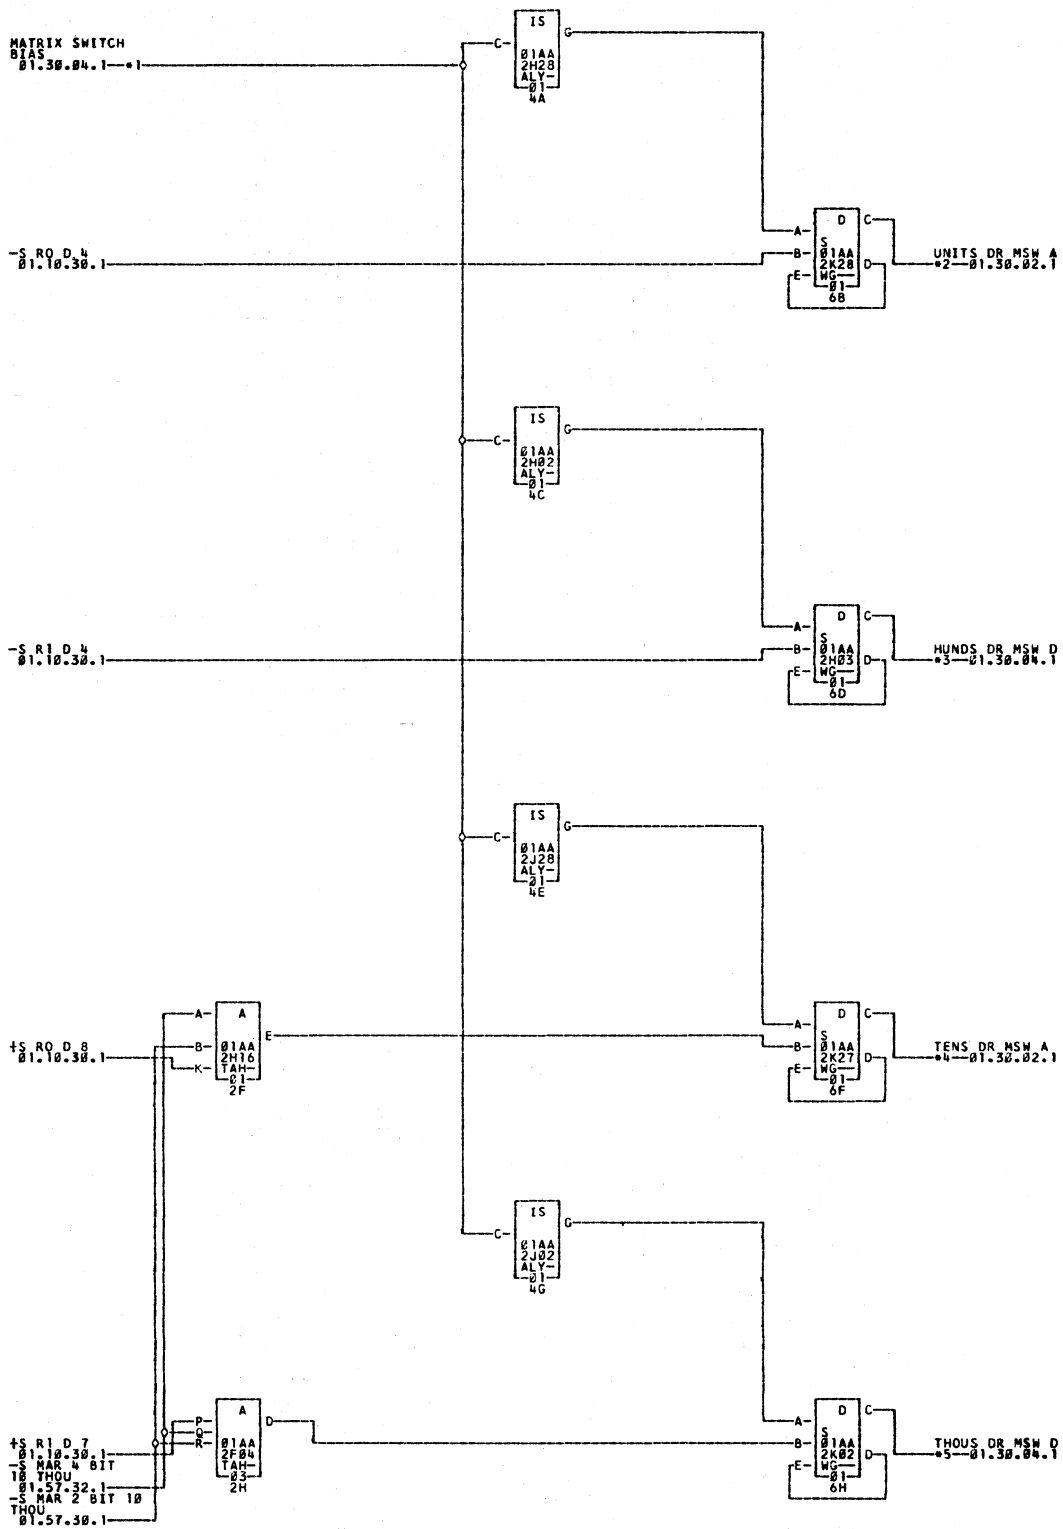 IS
MATRIX SWITCH
BIAS
Ø1.3Ø.Ø4.1—*1
C
G
Ø1AA
2H28
ALY-
Ø1
4A
D
C
A
S
-S RO D 4
Ø1.1Ø.3Ø.1
B
Ø1AA
2K28
D
UNITS DR MSW A
*2—Ø1.3Ø.Ø2.1
E
WG
Ø1
6B
IS
C
G
Ø1AA
2HØ2
ALY-
Ø1
4C
D
C
A
S
-S R1 D 4
Ø1.1Ø.3Ø.1
B
Ø1AA
2HØ3
D
HUNDS DR MSW D
*3—Ø1.3Ø.Ø4.1
E
WG
Ø1
6D
IS
C
G
Ø1AA
2J28
ALY-
Ø1
4E
A
A
D
C
A
S
+S RO D 8
Ø1.1Ø.3Ø.1
B
K
E
Ø1AA
2H16
TAH-
Ø1
2F
B
Ø1AA
2K27
D
TENS DR MSW A
*4—Ø1.3Ø.Ø2.1
E
WG
Ø1
6F
IS
C
G
Ø1AA
2JØ2
ALY-
Ø1
4G
A
D
C
P
Q
R
D
A
S
+S R1 D 7
Ø1.1Ø.3Ø.1
Ø1AA
2FØ4
TAH-
Ø3
2H
B
Ø1AA
2KØ2
D
THOUS DR MSW D
*5—Ø1.3Ø.Ø4.1
E
WG
Ø1
6H
-S MAR 4 BIT
1Ø THOU
Ø1.57.32.1
-S MAR 2 BIT 1Ø
THOU
Ø1.57.3Ø.1